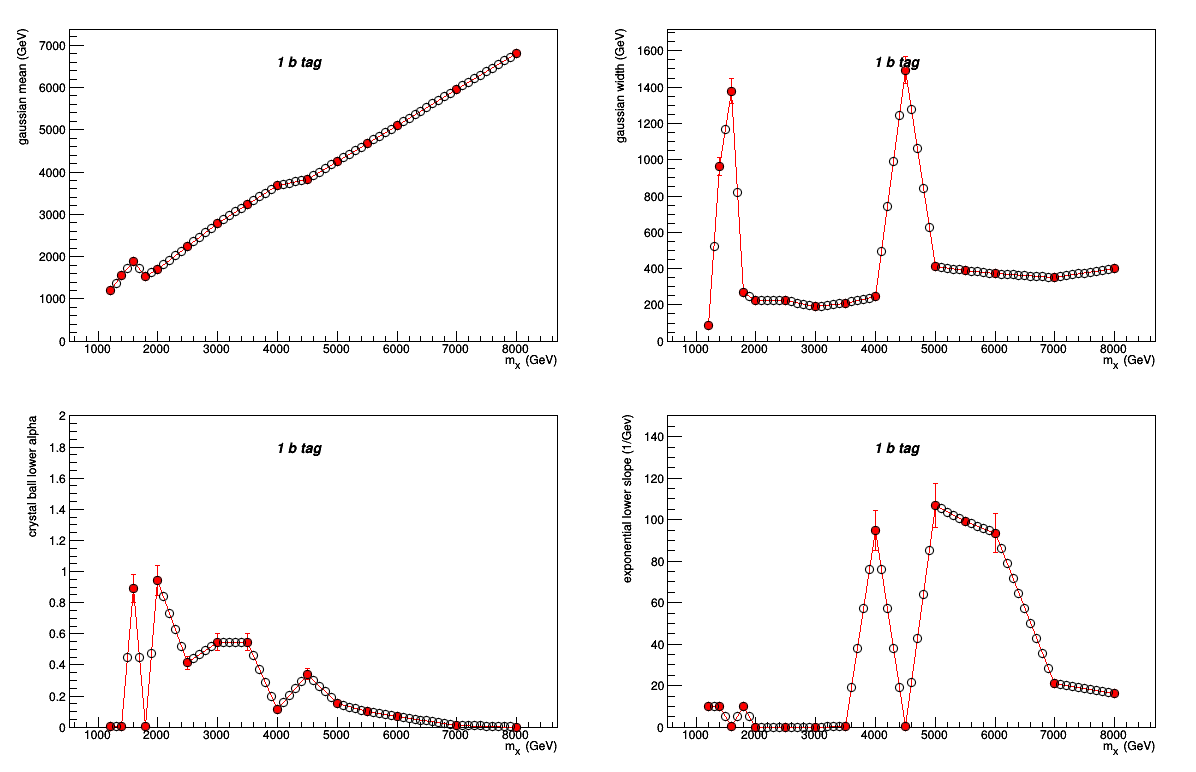 gaussian mean (GeV)
7000
6000
5000
4000
3000
2000
1000
0
1 b tag
1000 2000 3000 4000 5000 6000 7000 8000
mx (GeV)
gaussian width (GeV)
1600
1400
1200
1000
800
600
400
200
0
1 b tag
1000 2000 3000 4000 5000 6000 7000 8000
mx (GeV)
crystal ball lower alpha
2
1.8
1.6
1.4
1.2
1
0.8
0.6
0.4
0.2
0
1 b tag
1000 2000 3000 4000 5000 6000 7000 8000
mx (GeV)
exponential lower slope (1/Gev)
140
120
100
80
60
40
20
0
1 b tag
1000 2000 3000 4000 5000 6000 7000 8000
mx (GeV)